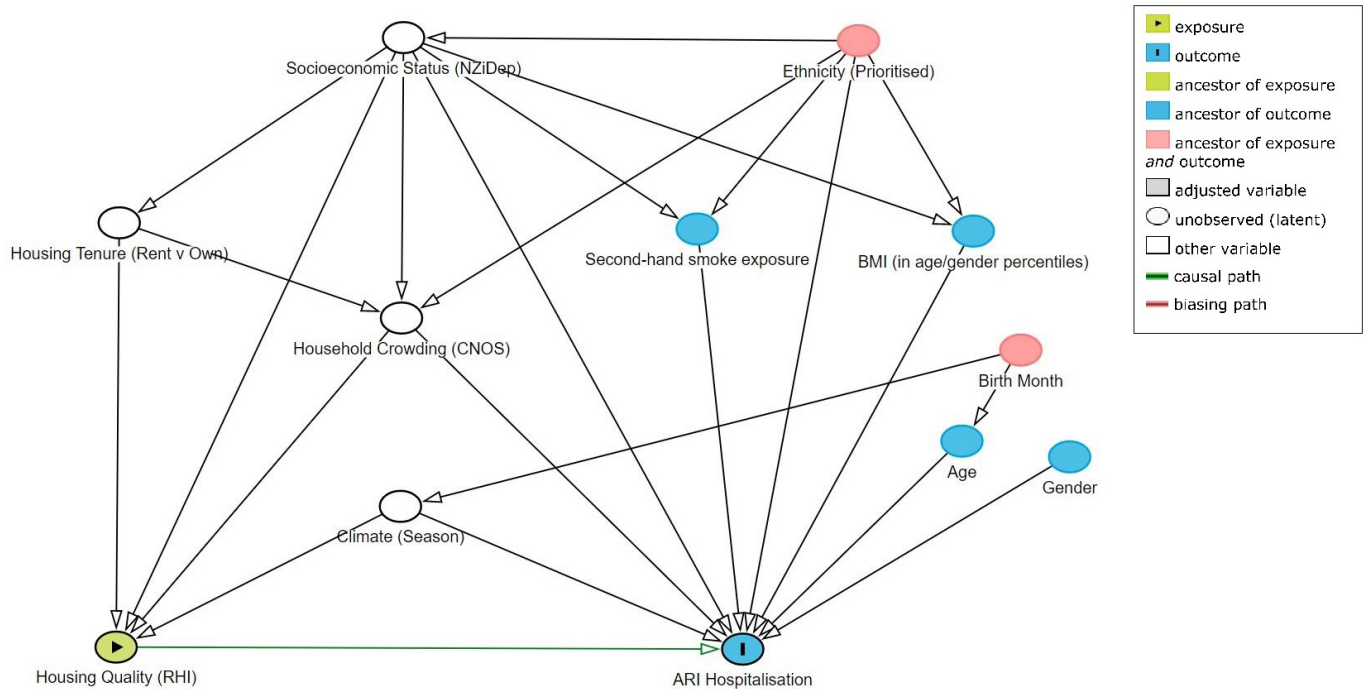 Socioeconomic Status (NZiDep)
Ethnicity (Prioritised)
Housing Tenure (Rent v Own)
Second-hand smoke exposure
BMI (in age/gender percentiles)
Household Crowding (CNOS)
Birth Month
Age
Gender
Climate (Season)
Housing Quality (RHI)
ARI Hospitalisation
exposure
outcome
ancestor of exposure
ancestor of outcome
ancestor of exposure
and outcome
adjusted variable
unobserved (latent)
other variable
causal path
biasing path